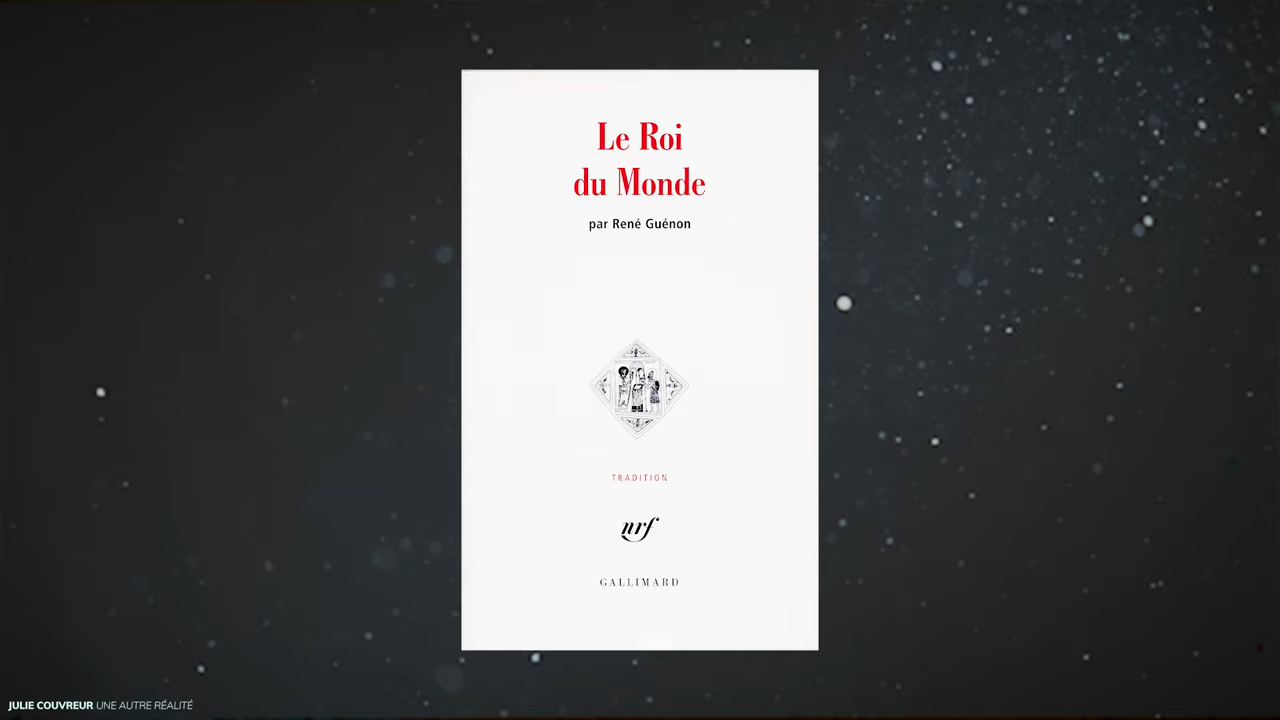 Le Roi
du Monde
par René Guénon
TRADITION
nrf
GALLIMARD
JULIE COUVREUR UNE AUTRE RÉALITÉ